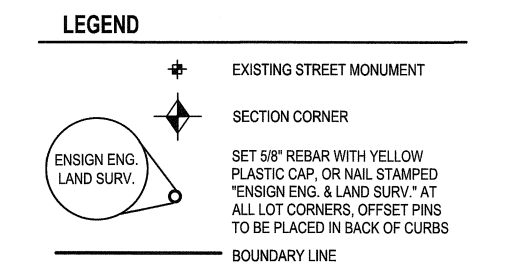 LEGEND
EXISTING STREET MONUMENT
SECTION CORNER
ENSIGN ENG.
LAND SURV.
SET 5/8" REBAR WITH YELLOW
PLASTIC CAP, OR NAIL STAMPED
"ENSIGN ENG. & LAND SURV." AT
ALL LOT CORNERS, OFFSET PINS
TO BE PLACED IN BACK OF CURBS
BOUNDARY LINE